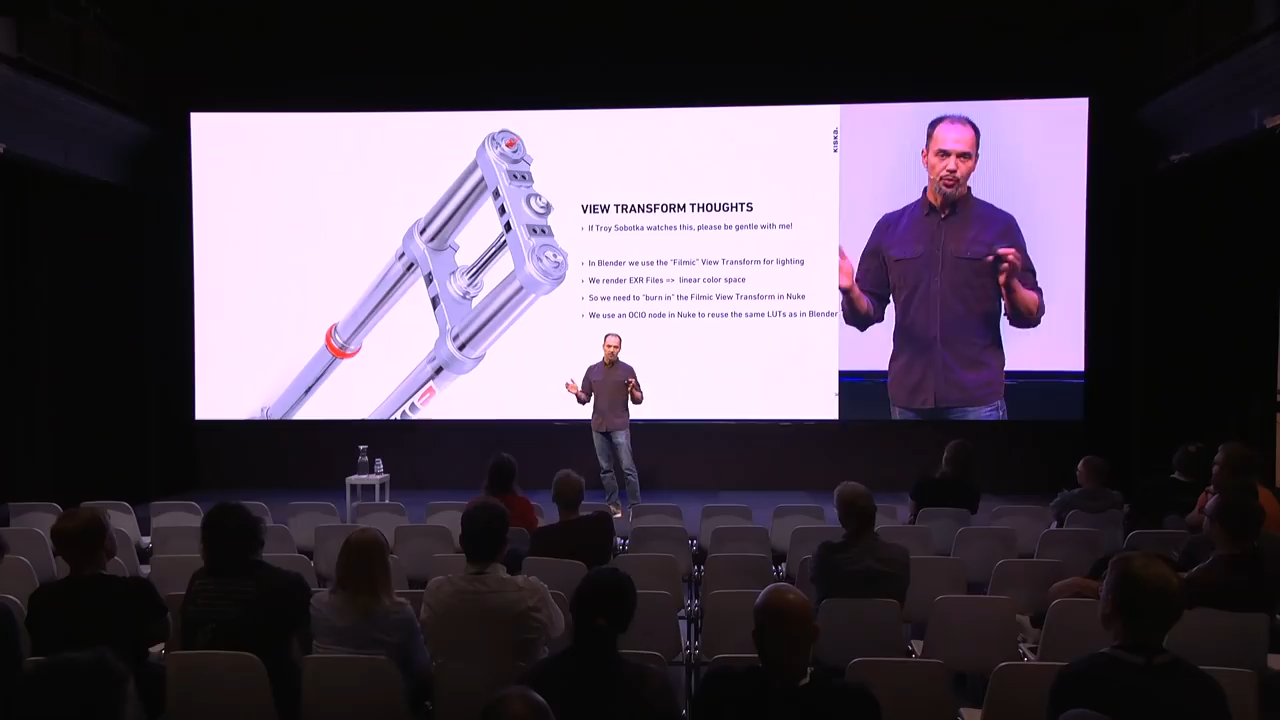 KISKA.
VIEW TRANSFORM THOUGHTS
› If Troy Sobotka watches this, please be gentle with me!
› In Blender we use the "Filmic" View Transform for lighting
› We render EXR Files => linear color space
› So we need to "burn in" the Filmic View Transform in Nuke
› We use an OCIO node in Nuke to reuse the same LUTs as in Blender